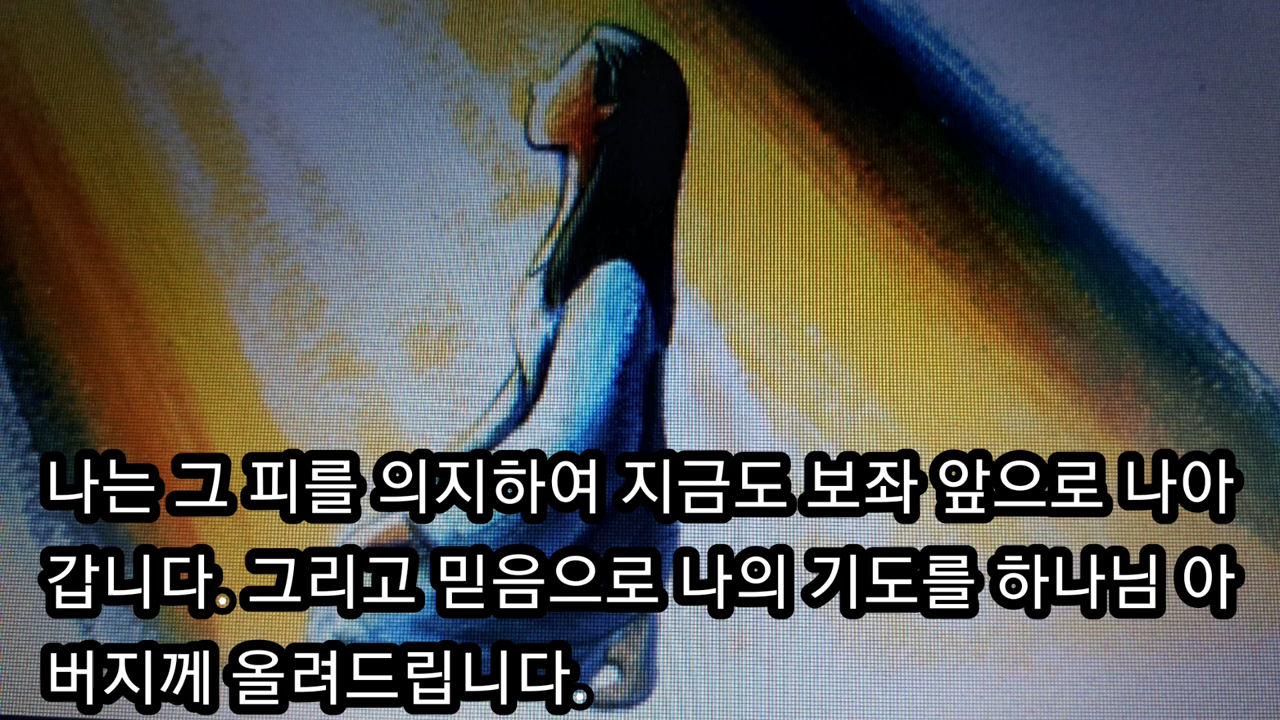 나는 그 피를 의지하여 지금도 보좌 앞으로 나아
갑니다. 그리고 믿음으로 나의 기도를 하나님 아
버지께 올려드립니다.